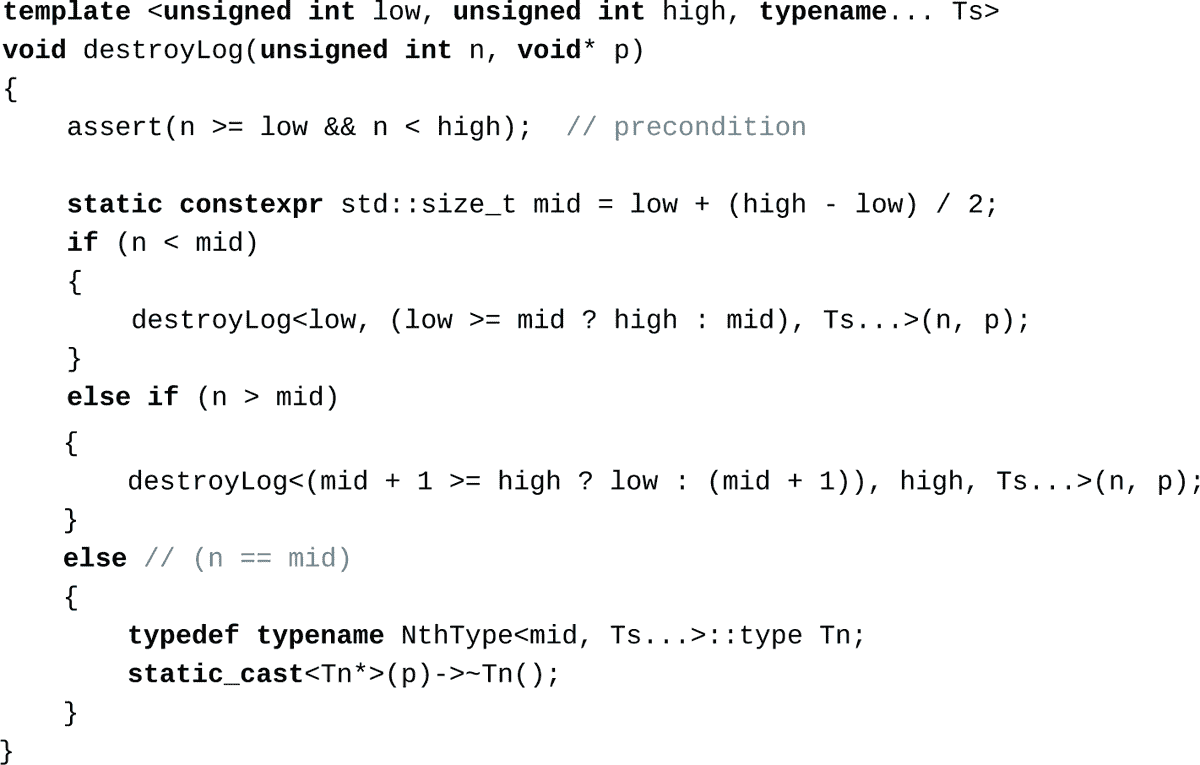 template <unsigned int low, unsigned int high, typename... Ts>
void destroyLog(unsigned int n, void* p)
{
    assert(n >= low && n < high);  // precondition

    static constexpr std::size_t mid = low + (high - low) / 2;
    if (n < mid)
    {
        destroyLog<low, (low >= mid ? high : mid), Ts...>(n, p);
    }
    else if (n > mid)
    {
        destroyLog<(mid + 1 >= high ? low : (mid + 1)), high, Ts...>(n, p);
    }
    else // (n == mid)
    {
        typedef typename NthType<mid, Ts...>::type Tn;
        static_cast<Tn*>(p)->~Tn();
    }
}